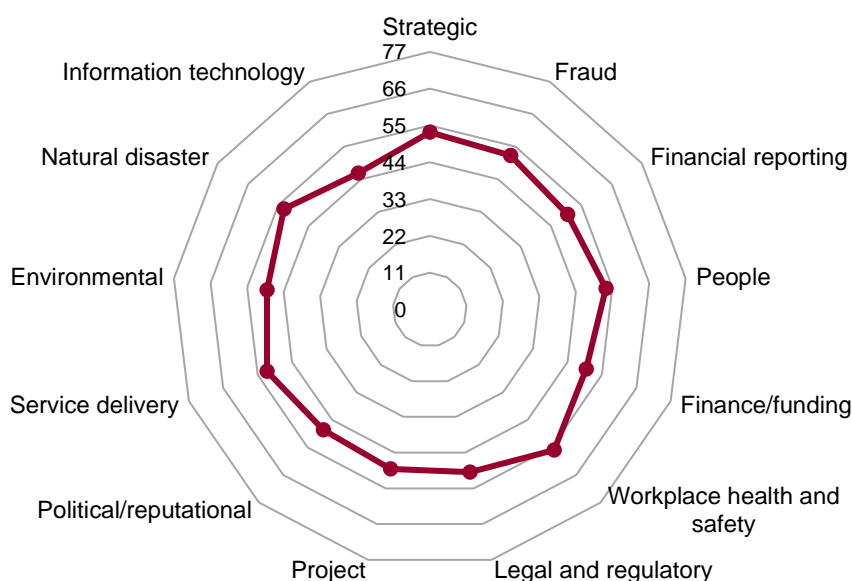 Strategic
77
66
55
44
33
22
11
0
Fraud
Financial reporting
People
Finance/funding
Workplace health and
safety
Legal and regulatory
Project
Political/reputational
Service delivery
Environmental
Natural disaster
Information technology